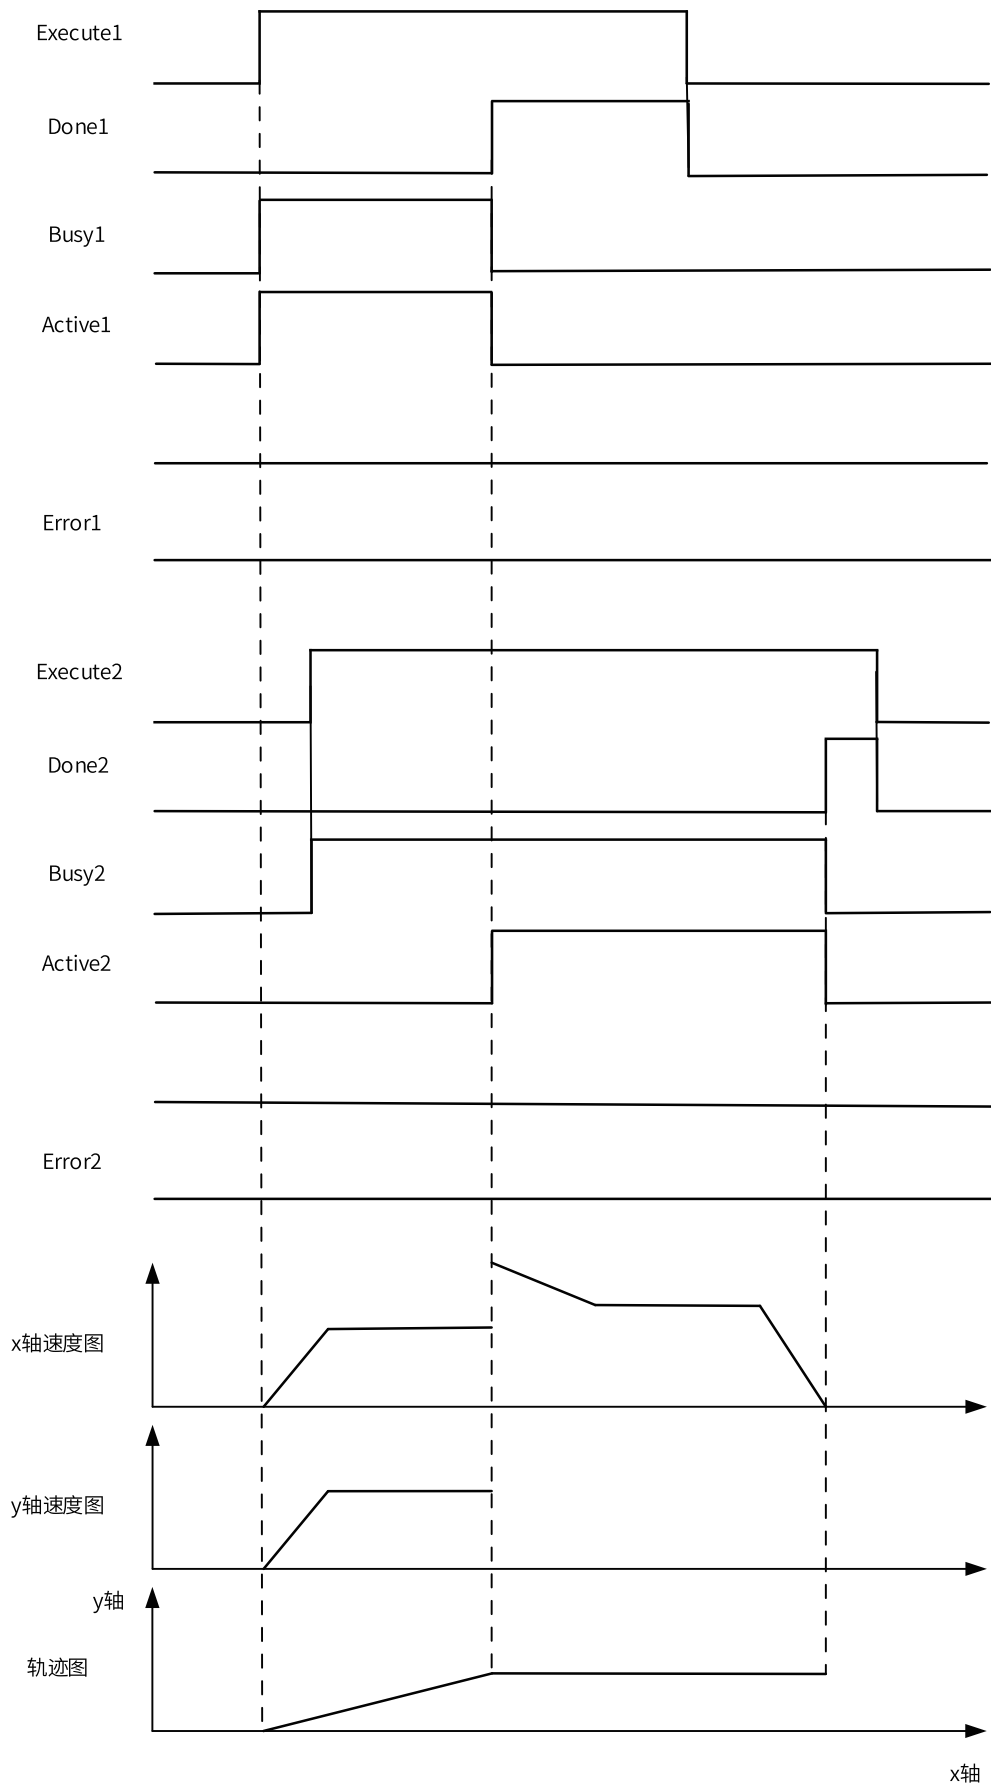 Execute1
Done1
Busy1
Active1
Error1
Execute2
Done2
Busy2
Active2
Error2
x轴速度图
y轴速度图
y轴
轨迹图
x轴